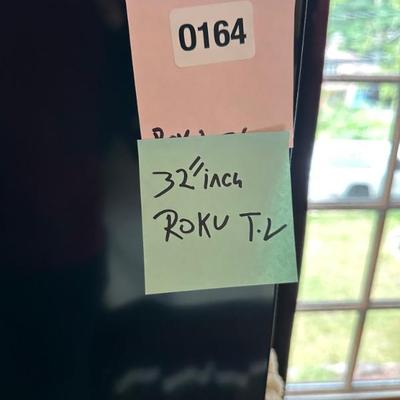 0164
32" inch
ROKU T.V